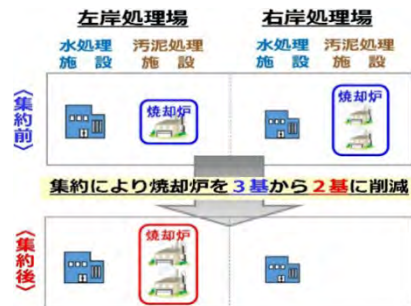 左岸処理場
右岸処理場
水処理
施　設
汚泥処理
施　設
水処理
施　設
汚泥処理
施　設
〈集約前〉
焼却炉
焼却炉
集約により焼却炉を３基から２基に削減
〈集約後〉
焼却炉